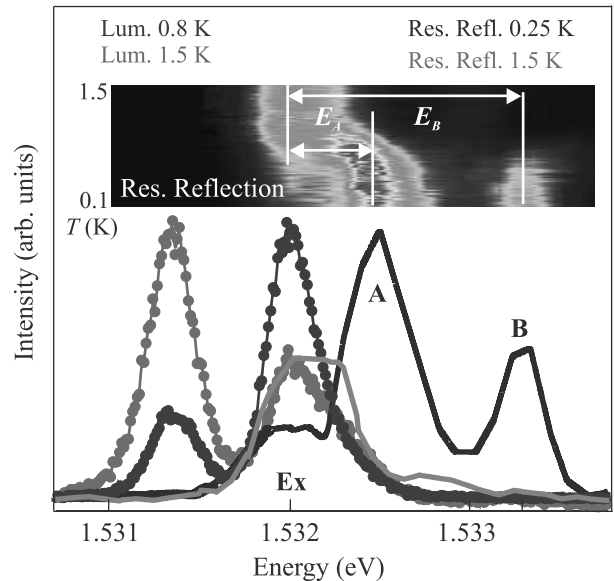 Lum. 0.8 K
Lum. 1.5 K
Res. Refl. 0.25 K
Res. Refl. 1.5 K
1.5
E_A
E_B
Res. Reflection
0.1
T (K)
Intensity (arb. units)
A
B
Ex
1.531
1.532
1.533
Energy (eV)